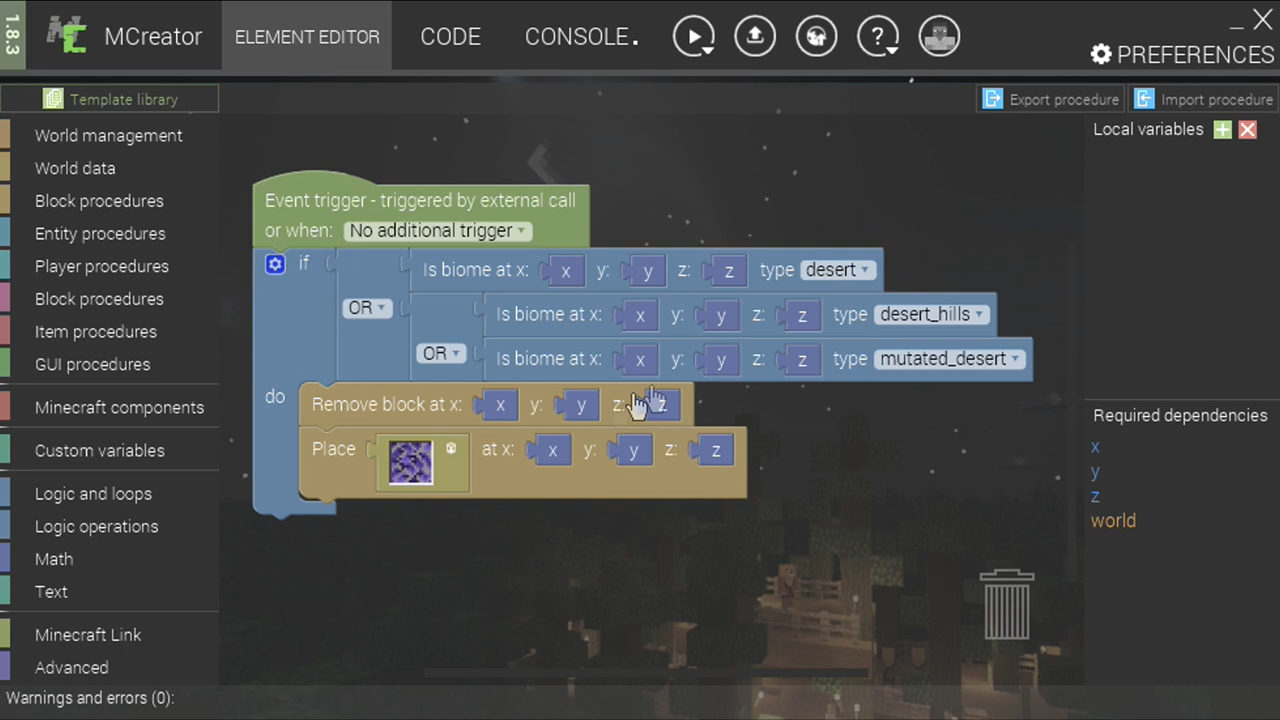 1.8.3
MCreator
ELEMENT EDITOR
CODE
CONSOLE.
PREFERENCES
Template library
Export procedure
Import procedure
World management
World data
Block procedures
Entity procedures
Player procedures
Block procedures
Item procedures
GUI procedures
Minecraft components
Custom variables
Logic and loops
Logic operations
Math
Text
Minecraft Link
Advanced
Event trigger - triggered by external call
or when: No additional trigger
if
Is biome at x: x y: y z: z type desert
OR
Is biome at x: x y: y z: z type desert_hills
OR
Is biome at x: x y: y z: z type mutated_desert
do
Remove block at x: x y: y z: z
Place at x: x y: y z: z
Local variables
Required dependencies
x
y
z
world
Warnings and errors (0):